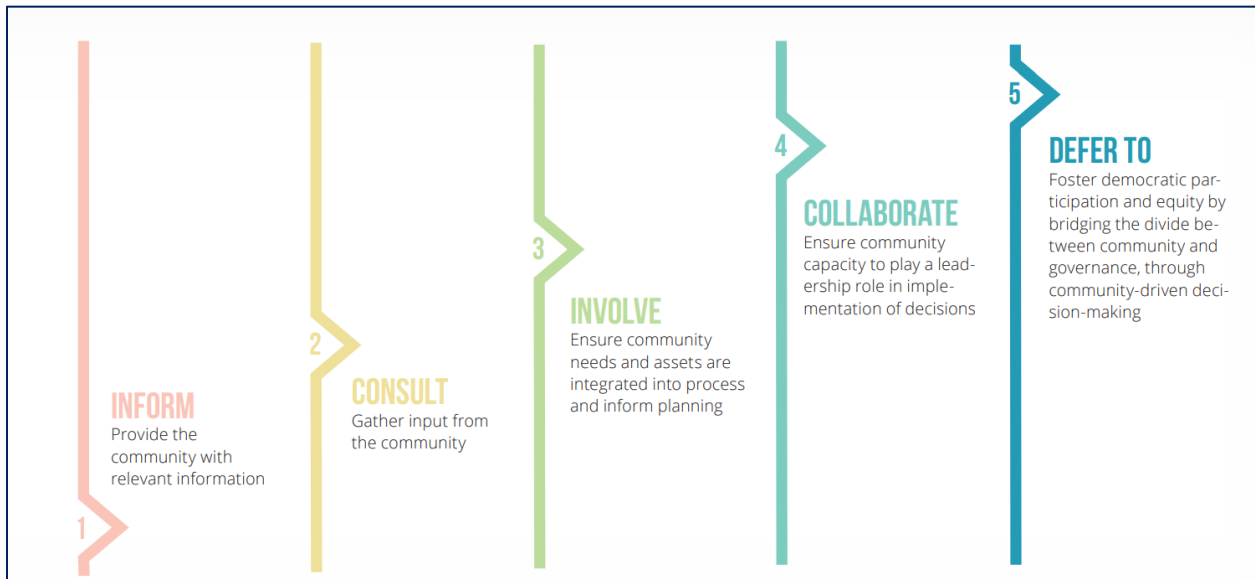 1
INFORM
Provide the
community with
relevant information
2
CONSULT
Gather input from
the community
3
INVOLVE
Ensure community
needs and assets are
integrated into process
and inform planning
4
COLLABORATE
Ensure community
capacity to play a lead-
ership role in imple-
mentation of decisions
5
DEFER TO
Foster democratic par-
ticipation and equity by
bridging the divide be-
tween community and
governance, through
community-driven deci-
sion-making